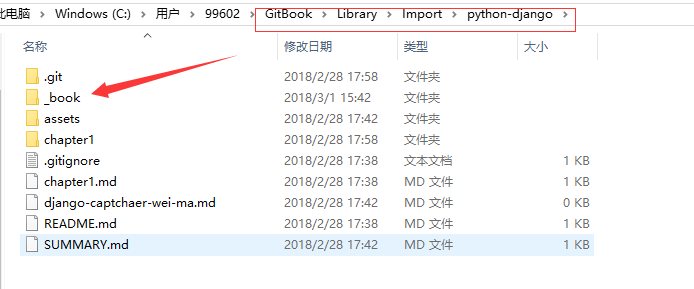 此电脑 › Windows (C:) › 用户 › 99602 › GitBook › Library › Import › python-django ›
名称 修改日期 类型 大小
.git 2018/2/28 17:58 文件夹
_book 2018/3/1 15:42 文件夹
assets 2018/2/28 17:42 文件夹
chapter1 2018/2/28 17:58 文件夹
.gitignore 2018/2/28 17:38 文本文档 1 KB
chapter1.md 2018/2/28 17:38 MD 文件 1 KB
django-captchaer-wei-ma.md 2018/2/28 17:42 MD 文件 0 KB
README.md 2018/2/28 17:38 MD 文件 1 KB
SUMMARY.md 2018/2/28 17:42 MD 文件 1 KB